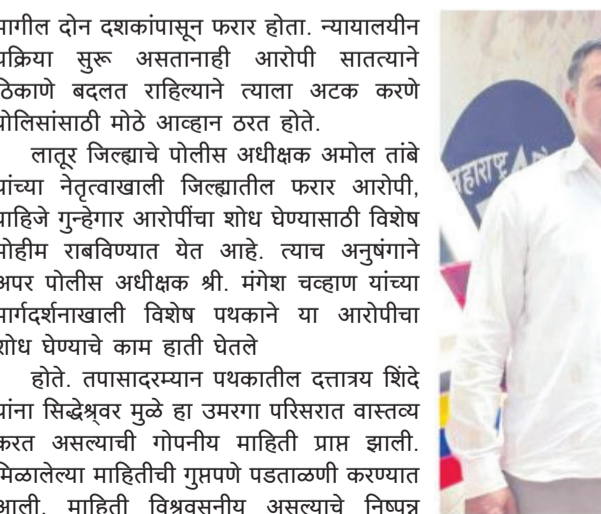 मागील दोन दशकांपासून फरार होता. न्यायालयीन
प्रक्रिया सुरू असतानाही आरोपी सातत्याने
ठिकाणे बदलत राहिल्याने त्याला अटक करणे
पोलिसांसाठी मोठे आव्हान ठरत होते.
लातूर जिल्ह्याचे पोलीस अधीक्षक अमोल तांबे
यांच्या नेतृत्वाखाली जिल्ह्यातील फरार आरोपी,
पाहिजे गुन्हेगार आरोपींचा शोध घेण्यासाठी विशेष
मोहीम राबविण्यात येत आहे. त्याच अनुषंगाने
अपर पोलीस अधीक्षक श्री. मंगेश चव्हाण यांच्या
मार्गदर्शनाखाली विशेष पथकाने या आरोपीचा
शोध घेण्याचे काम हाती घेतले
होते. तपासादरम्यान पथकातील दत्तात्रय शिंदे
यांना सिद्धेश्र्वर मुळे हा उमरगा परिसरात वास्तव्य
करत असल्याची गोपनीय माहिती प्राप्त झाली.
मिळालेल्या माहितीची गुप्तपणे पडताळणी करण्यात
आली. माहिती विश्वसनीय असल्याचे निष्पन्न
महाराष्ट्र